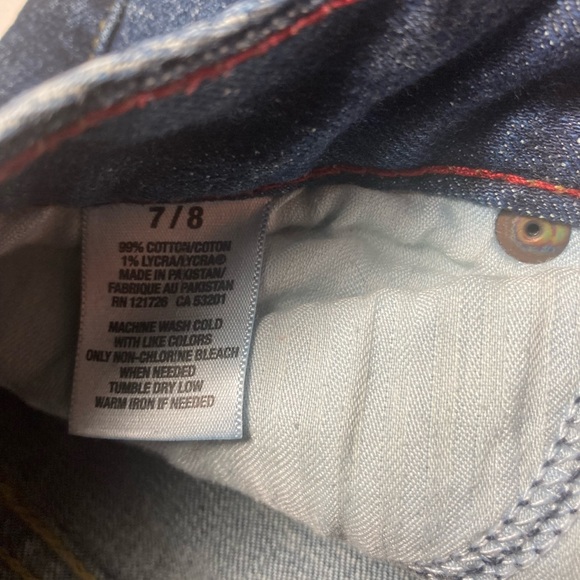 7 / 8
99% COTTON/COTON
1% LYCRA/LYCRA®
MADE IN PAKISTAN/
FABRIQUE AU PAKISTAN
RN 121726 CA 53201
MACHINE WASH COLD
WITH LIKE COLORS
ONLY NON-CHLORINE BLEACH
WHEN NEEDED
TUMBLE DRY LOW
WARM IRON IF NEEDED